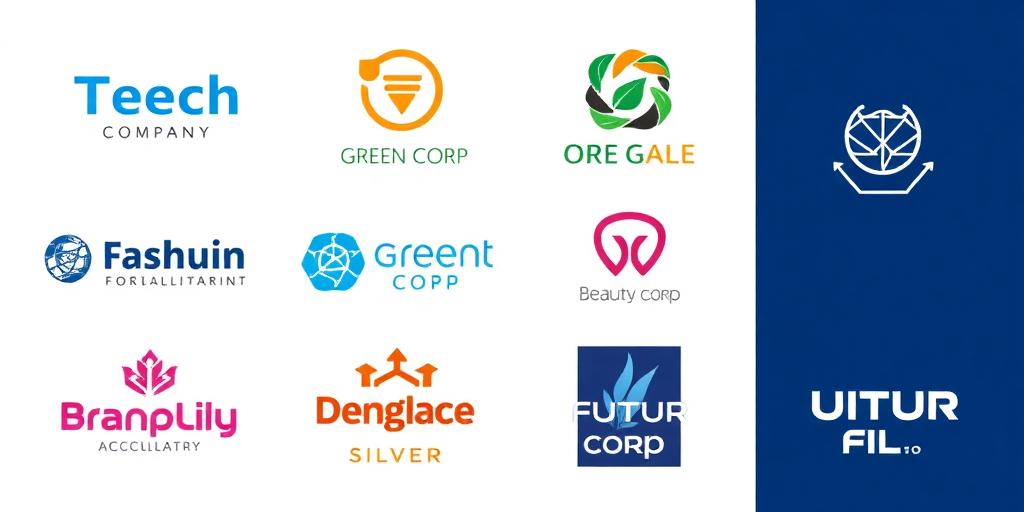 Teech
COMPANY
GREEN CORP
ORE GALE
Fashuin
FORLALLITARINT
Greent
COPP
Beauty CORP
BranpLily
ACCCLLATRY
Denglace
SILVER
FUTUR
corp
UITUR
FIL